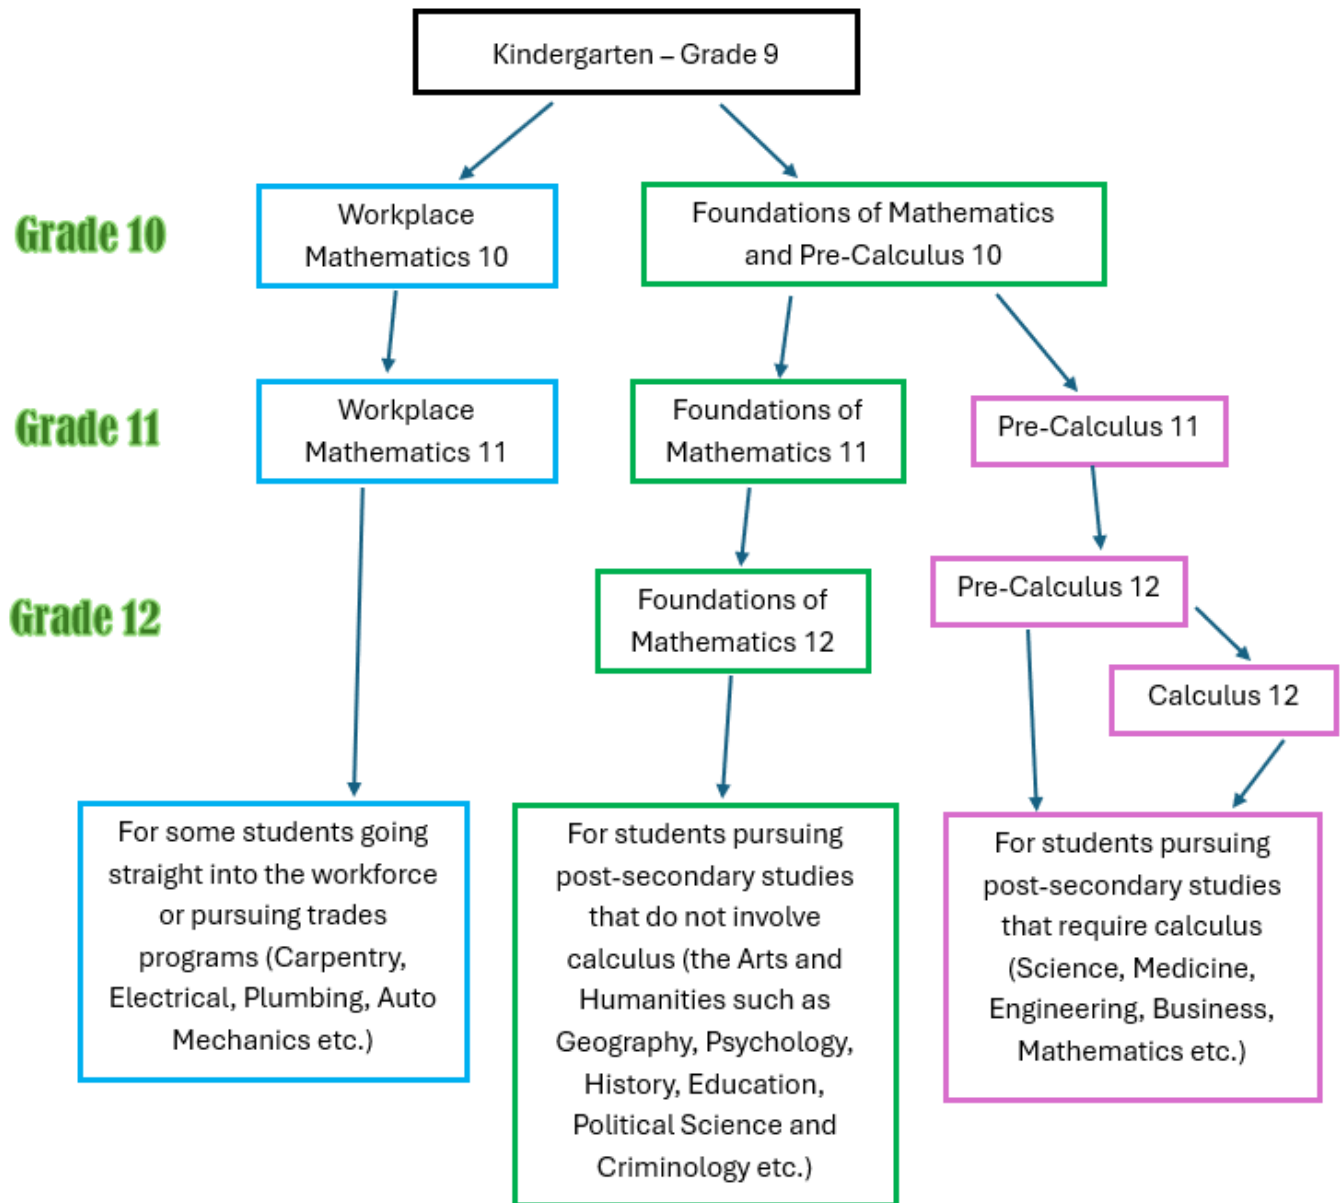 Kindergarten – Grade 9
Grade 10
Workplace
Mathematics 10
Foundations of Mathematics
and Pre-Calculus 10
Grade 11
Workplace
Mathematics 11
Foundations of
Mathematics 11
Pre-Calculus 11
Grade 12
Foundations of
Mathematics 12
Pre-Calculus 12
Calculus 12
For some students going
straight into the workforce
or pursuing trades
programs (Carpentry,
Electrical, Plumbing, Auto
Mechanics etc.)
For students pursuing
post-secondary studies
that do not involve
calculus (the Arts and
Humanities such as
Geography, Psychology,
History, Education,
Political Science and
Criminology etc.)
For students pursuing
post-secondary studies
that require calculus
(Science, Medicine,
Engineering, Business,
Mathematics etc.)